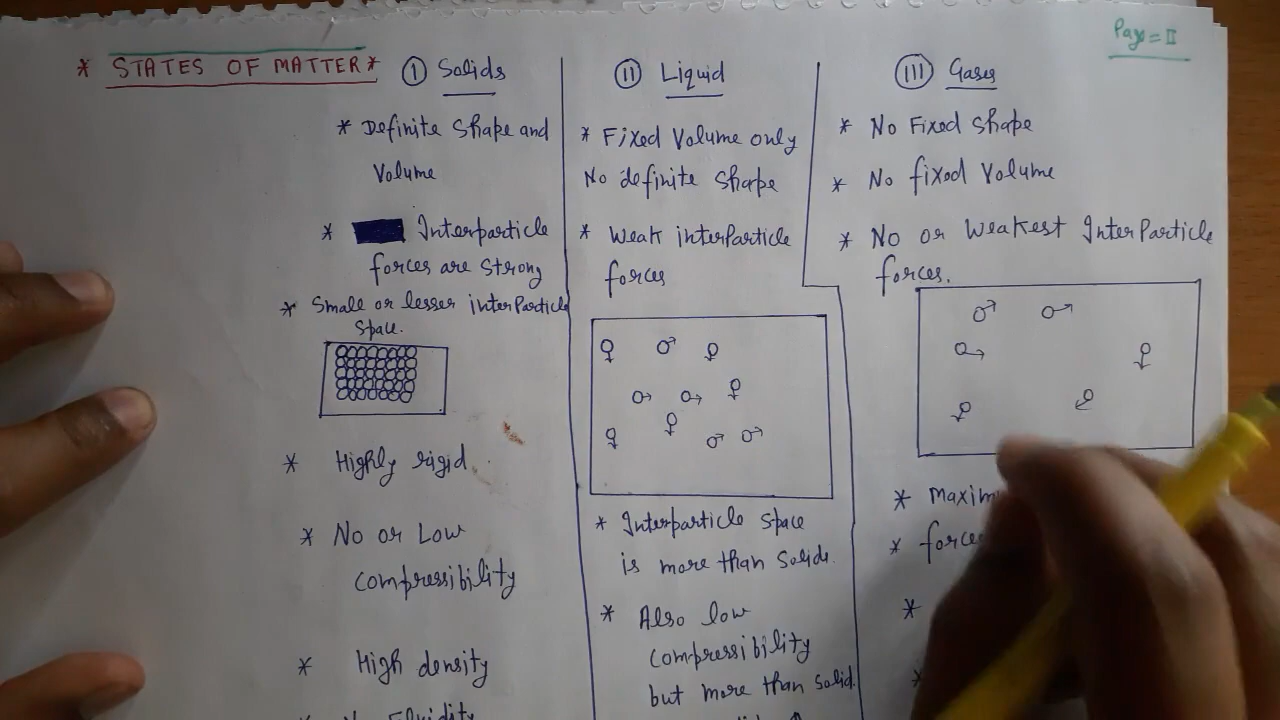 Page = II
* STATES OF MATTER *
I Solids
* Definite Shape and
Volume
* Interparticle
forces are Strong
* Small or lesser interparticle
Space.
* Highly rigid
* No or Low
Compressibility
* High density
Fluidity
II Liquid
* Fixed Volume only
No definite Shape
* Weak interparticle
forces
* Interparticle Space
is more than Solids.
* Also low
Compressibility
but more than Solid.
III Gases
* No Fixed Shape
* No fixed Volume
* No or Weakest InterParticle
forces.
*
*
*